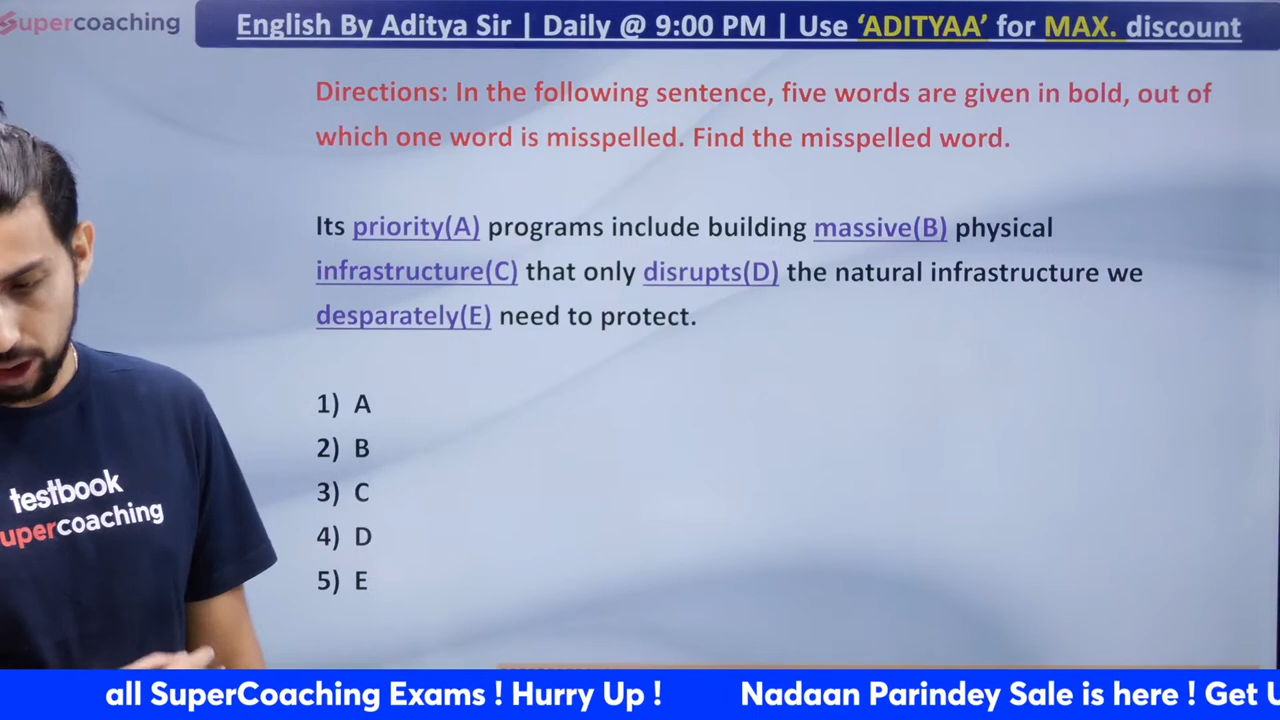 Supercoaching
English By Aditya Sir | Daily @ 9:00 PM | Use ‘ADITYAA’ for MAX. discount
Directions: In the following sentence, five words are given in bold, out of
which one word is misspelled. Find the misspelled word.
Its priority(A) programs include building massive(B) physical
infrastructure(C) that only disrupts(D) the natural infrastructure we
desparately(E) need to protect.
1) A
2) B
3) C
4) D
5) E
testbook
upercoaching
all SuperCoaching Exams ! Hurry Up ! Nadaan Parindey Sale is here ! Get U